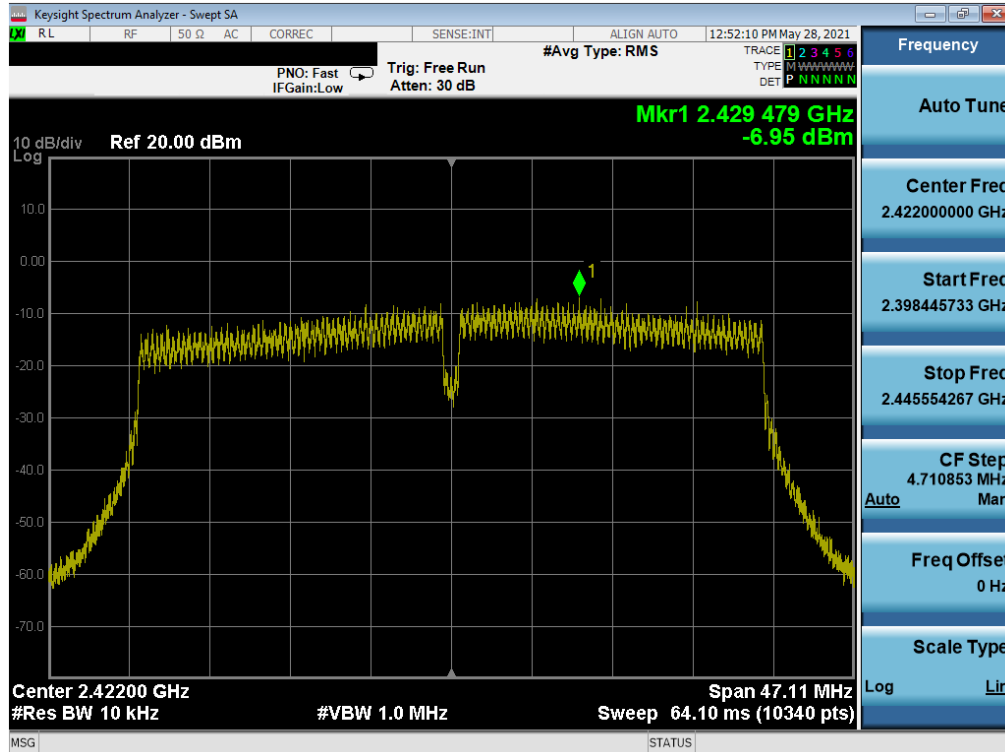 Keysight Spectrum Analyzer - Swept SA
LXI RL RF 50 Ω AC CORREC SENSE:INT ALIGN AUTO 12:52:10 PM May 28, 2021
#Avg Type: RMS TRACE 1 2 3 4 5 6
PNO: Fast Trig: Free Run TYPE M WWWWW
IFGain:Low Atten: 30 dB DET P N N N N N
Mkr1 2.429 479 GHz
-6.95 dBm
10 dB/div Ref 20.00 dBm
Log
10.0
0.00
1
-10.0
-20.0
-30.0
-40.0
-50.0
-60.0
-70.0
Center 2.42200 GHz Span 47.11 MHz
#Res BW 10 kHz #VBW 1.0 MHz Sweep 64.10 ms (10340 pts)
MSG STATUS
Frequency
Auto Tune
Center Freq
2.422000000 GHz
Start Freq
2.398445733 GHz
Stop Freq
2.445554267 GHz
CF Step
4.710853 MHz
Auto Man
Freq Offset
0 Hz
Scale Type
Log Lin